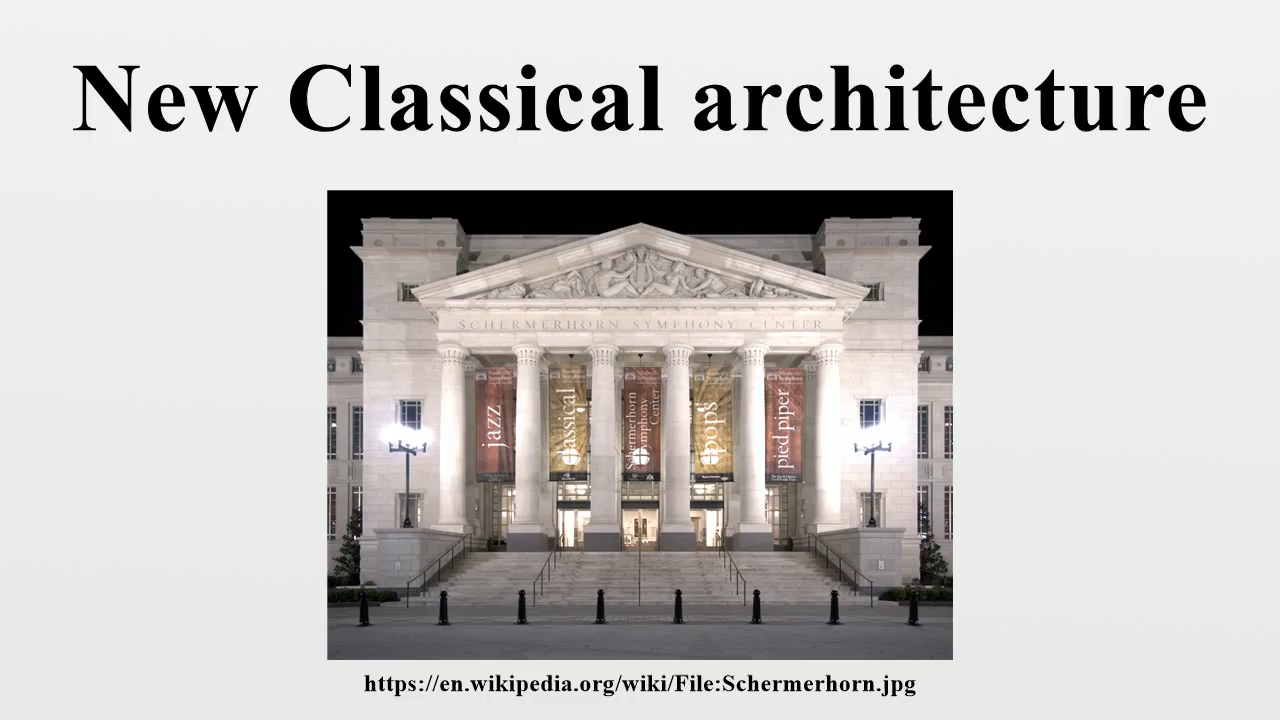 New Classical architecture
SCHERMERHORN SYMPHONY CENTER
jazz
classical
Schermerhorn
Symphony
Center
pops
pied piper
https://en.wikipedia.org/wiki/File:Schermerhorn.jpg